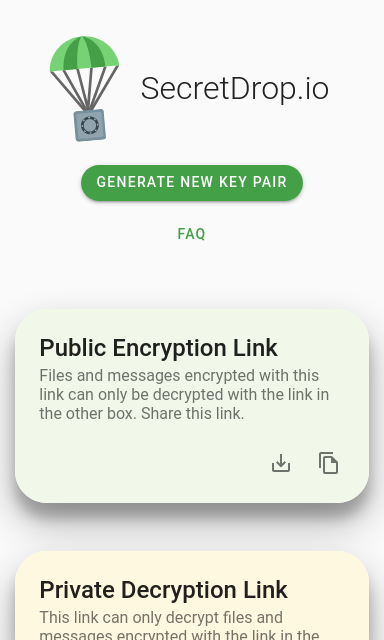 SecretDrop.io
GENERATE NEW KEY PAIR
FAQ
Public Encryption Link
Files and messages encrypted with this
link can only be decrypted with the link in
the other box. Share this link.
Private Decryption Link
This link can only decrypt files and
messages encrypted with the link in the